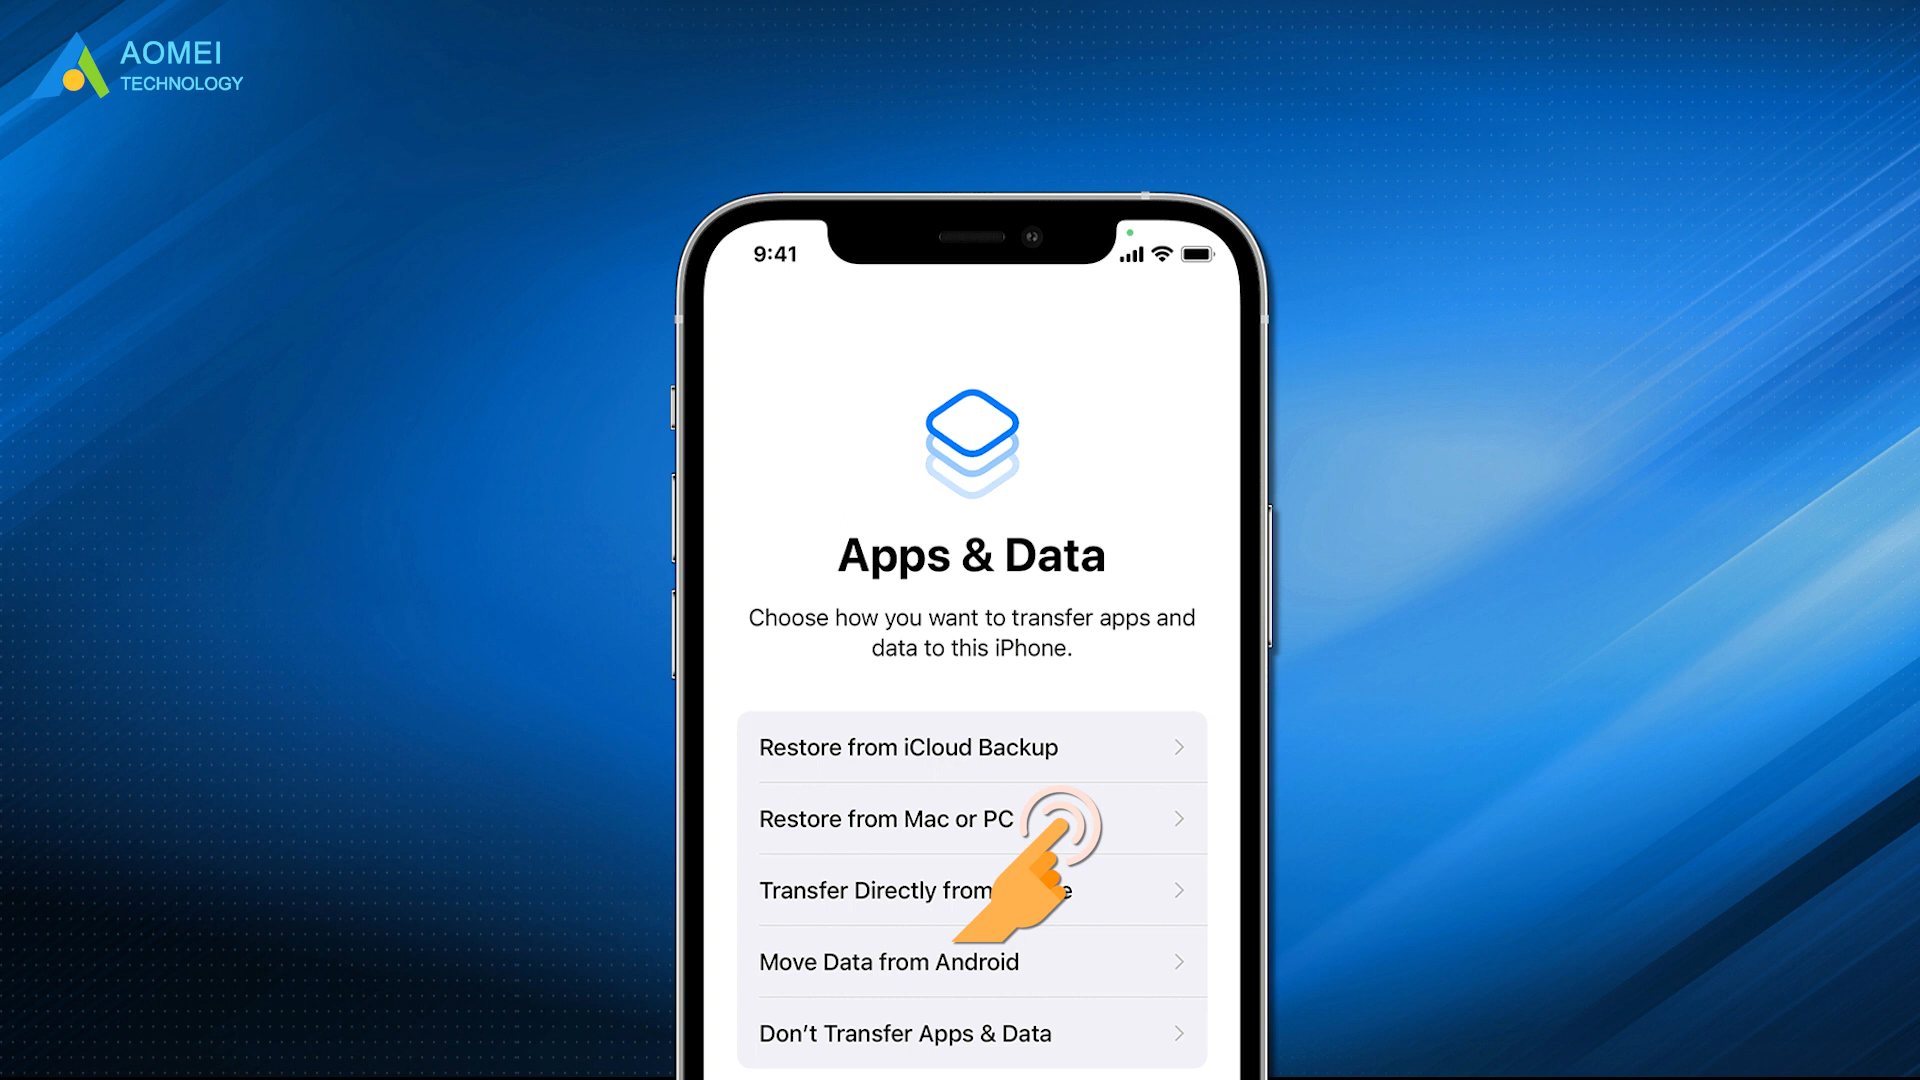 AOMEI
TECHNOLOGY
9:41
Apps & Data
Choose how you want to transfer apps and
data to this iPhone.
Restore from iCloud Backup
Restore from Mac or PC
Transfer Directly from
Move Data from Android
Don’t Transfer Apps & Data